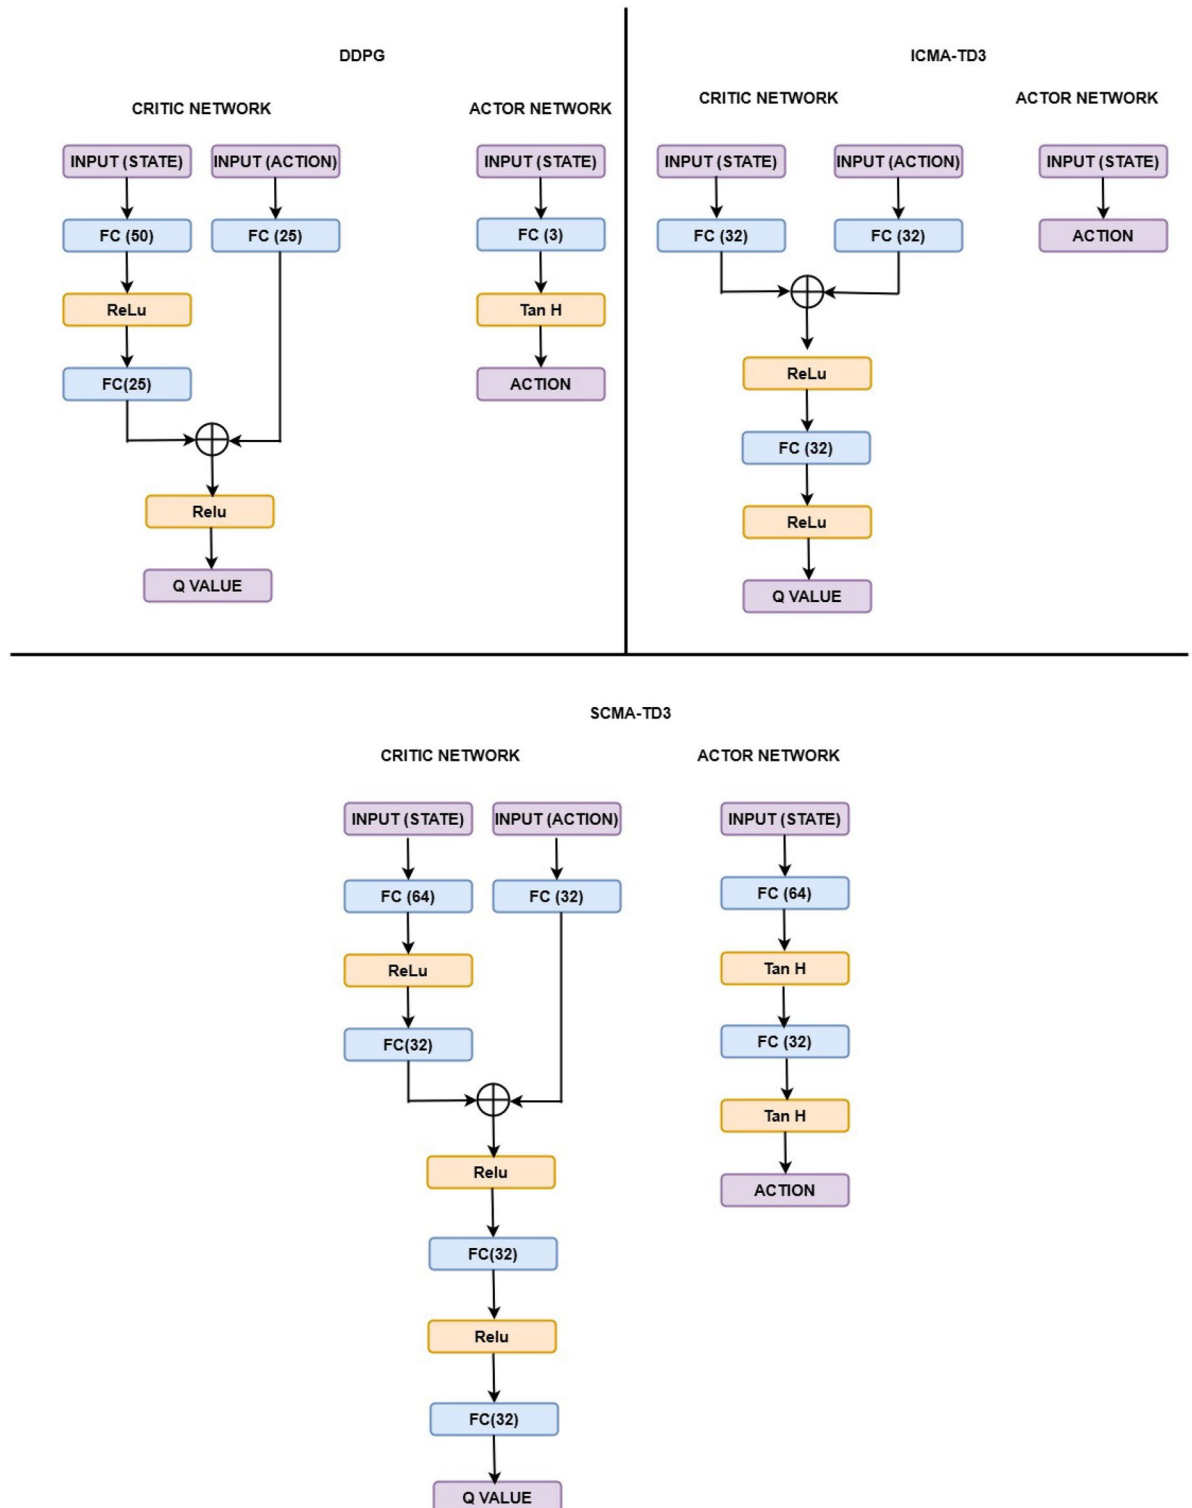 DDPG
CRITIC NETWORK
ACTOR NETWORK
INPUT (STATE)
INPUT (ACTION)
INPUT (STATE)
FC (50)
FC (25)
FC (3)
ReLu
Tan H
FC(25)
ACTION
Relu
Q VALUE
ICMA-TD3
CRITIC NETWORK
ACTOR NETWORK
INPUT (STATE)
INPUT (ACTION)
INPUT (STATE)
FC (32)
FC (32)
ACTION
ReLu
FC (32)
ReLu
Q VALUE
SCMA-TD3
CRITIC NETWORK
ACTOR NETWORK
INPUT (STATE)
INPUT (ACTION)
INPUT (STATE)
FC (64)
FC (32)
FC (64)
ReLu
Tan H
FC(32)
FC (32)
Tan H
Relu
ACTION
FC(32)
Relu
FC(32)
Q VALUE